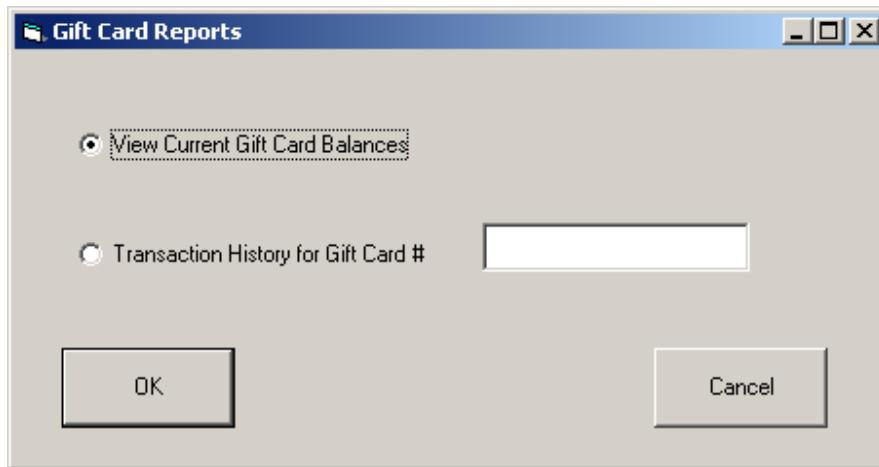 Gift Card Reports
View Current Gift Card Balances
Transaction History for Gift Card #
OK
Cancel